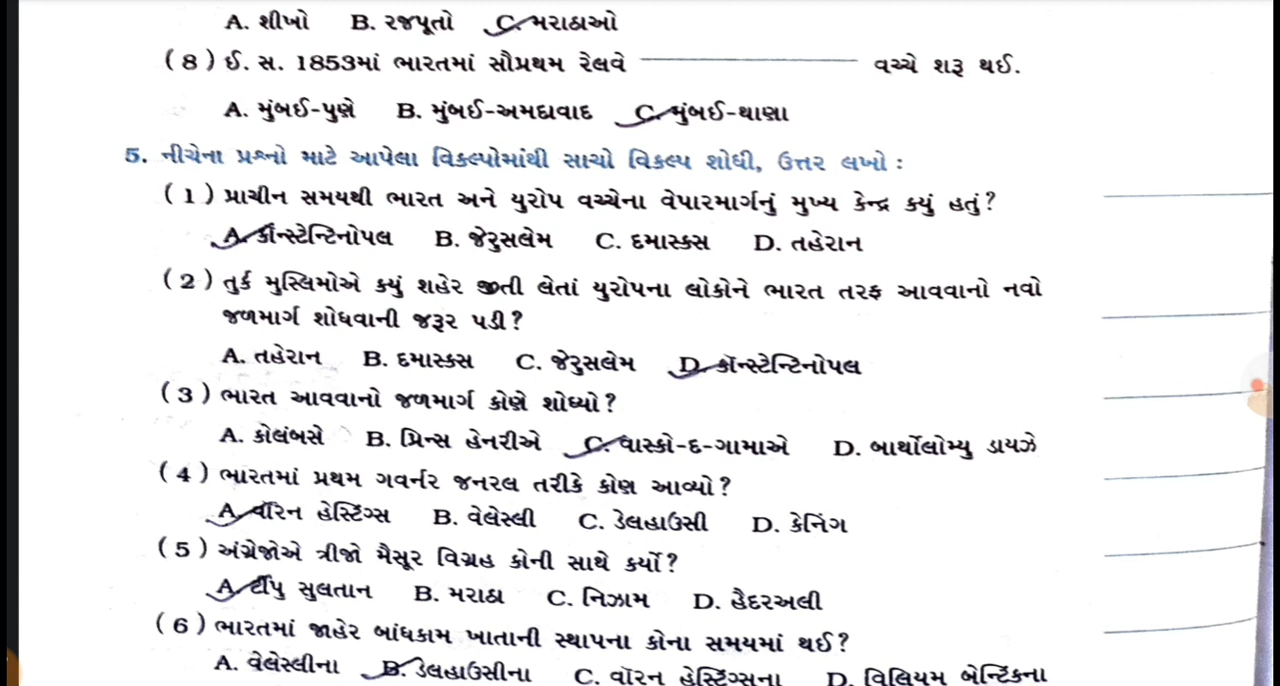 A. શીખો B. રજપૂતો C. મરાઠાઓ
(8) ઈ. સ. 1853માં ભારતમાં સૌપ્રથમ રેલવે ____________ વચ્ચે શરૂ થઈ.
A. મુંબઈ-પુણે B. મુંબઈ-અમદાવાદ C. મુંબઈ-થાણા
5. નીચેના પ્રશ્નો માટે આપેલા વિકલ્પોમાંથી સાચો વિકલ્પ શોધી, ઉત્તર લખો :
(1) પ્રાચીન સમયથી ભારત અને યુરોપ વચ્ચેના વેપારમાર્ગનું મુખ્ય કેન્દ્ર કયું હતું?
A. કૉન્સ્ટેન્ટિનોપલ B. જેરુસલેમ C. દમાસ્કસ D. તહેરાન
(2) તુર્ક મુસ્લિમોએ કયું શહેર જીતી લેતાં યુરોપના લોકોને ભારત તરફ આવવાનો નવો
જળમાર્ગ શોધવાની જરૂર પડી?
A. તહેરાન B. દમાસ્કસ C. જેરુસલેમ D. કૉન્સ્ટેન્ટિનોપલ
(3) ભારત આવવાનો જળમાર્ગ કોણે શોધ્યો?
A. કોલંબસે B. પ્રિન્સ હેનરીએ C. વાસ્કો-દ-ગામાએ D. બાર્થોલોમ્યુ ડાયઝે
(4) ભારતમાં પ્રથમ ગવર્નર જનરલ તરીકે કોણ આવ્યો?
A. વૉરન હેસ્ટિંગ્સ B. વેલેસ્લી C. ડેલહાઉસી D. કેનિંગ
(5) અંગ્રેજોએ ત્રીજો મૈસૂર વિગ્રહ કોની સાથે કર્યો?
A. ટીપુ સુલતાન B. મરાઠા C. નિઝામ D. હૈદરઅલી
(6) ભારતમાં જાહેર બાંધકામ ખાતાની સ્થાપના કોના સમયમાં થઈ?
A. વેલેસ્લીના B. ડેલહાઉસીના C. વૉરન હેસ્ટિંગ્સના D. વિલિયમ બેન્ટિંકના